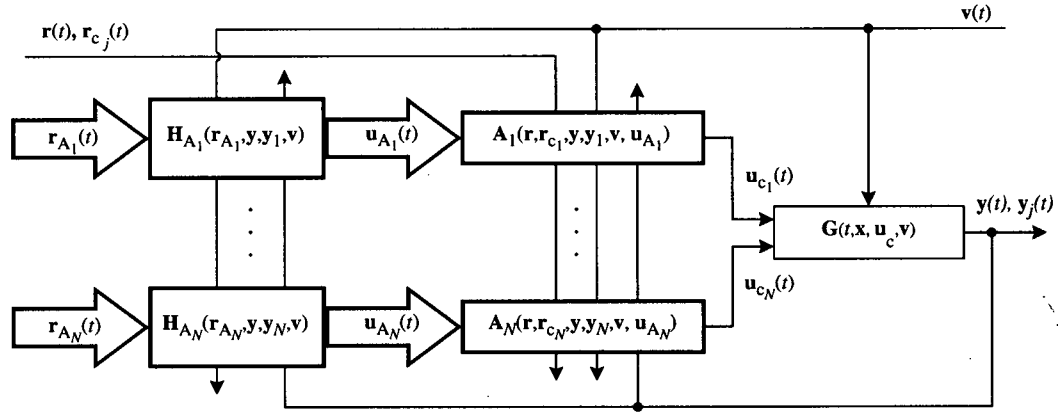 r(t), r_{c_j}(t)
v(t)
r_{A_1}(t)
H_{A_1}(r_{A_1},y,y_1,v)
u_{A_1}(t)
A_1(r,r_{c_1},y,y_1,v, u_{A_1})
u_{c_1}(t)
y(t), y_j(t)
G(t,x, u_c,v)
u_{c_N}(t)
r_{A_N}(t)
H_{A_N}(r_{A_N},y,y_N,v)
u_{A_N}(t)
A_N(r,r_{c_N},y,y_N,v, u_{A_N})